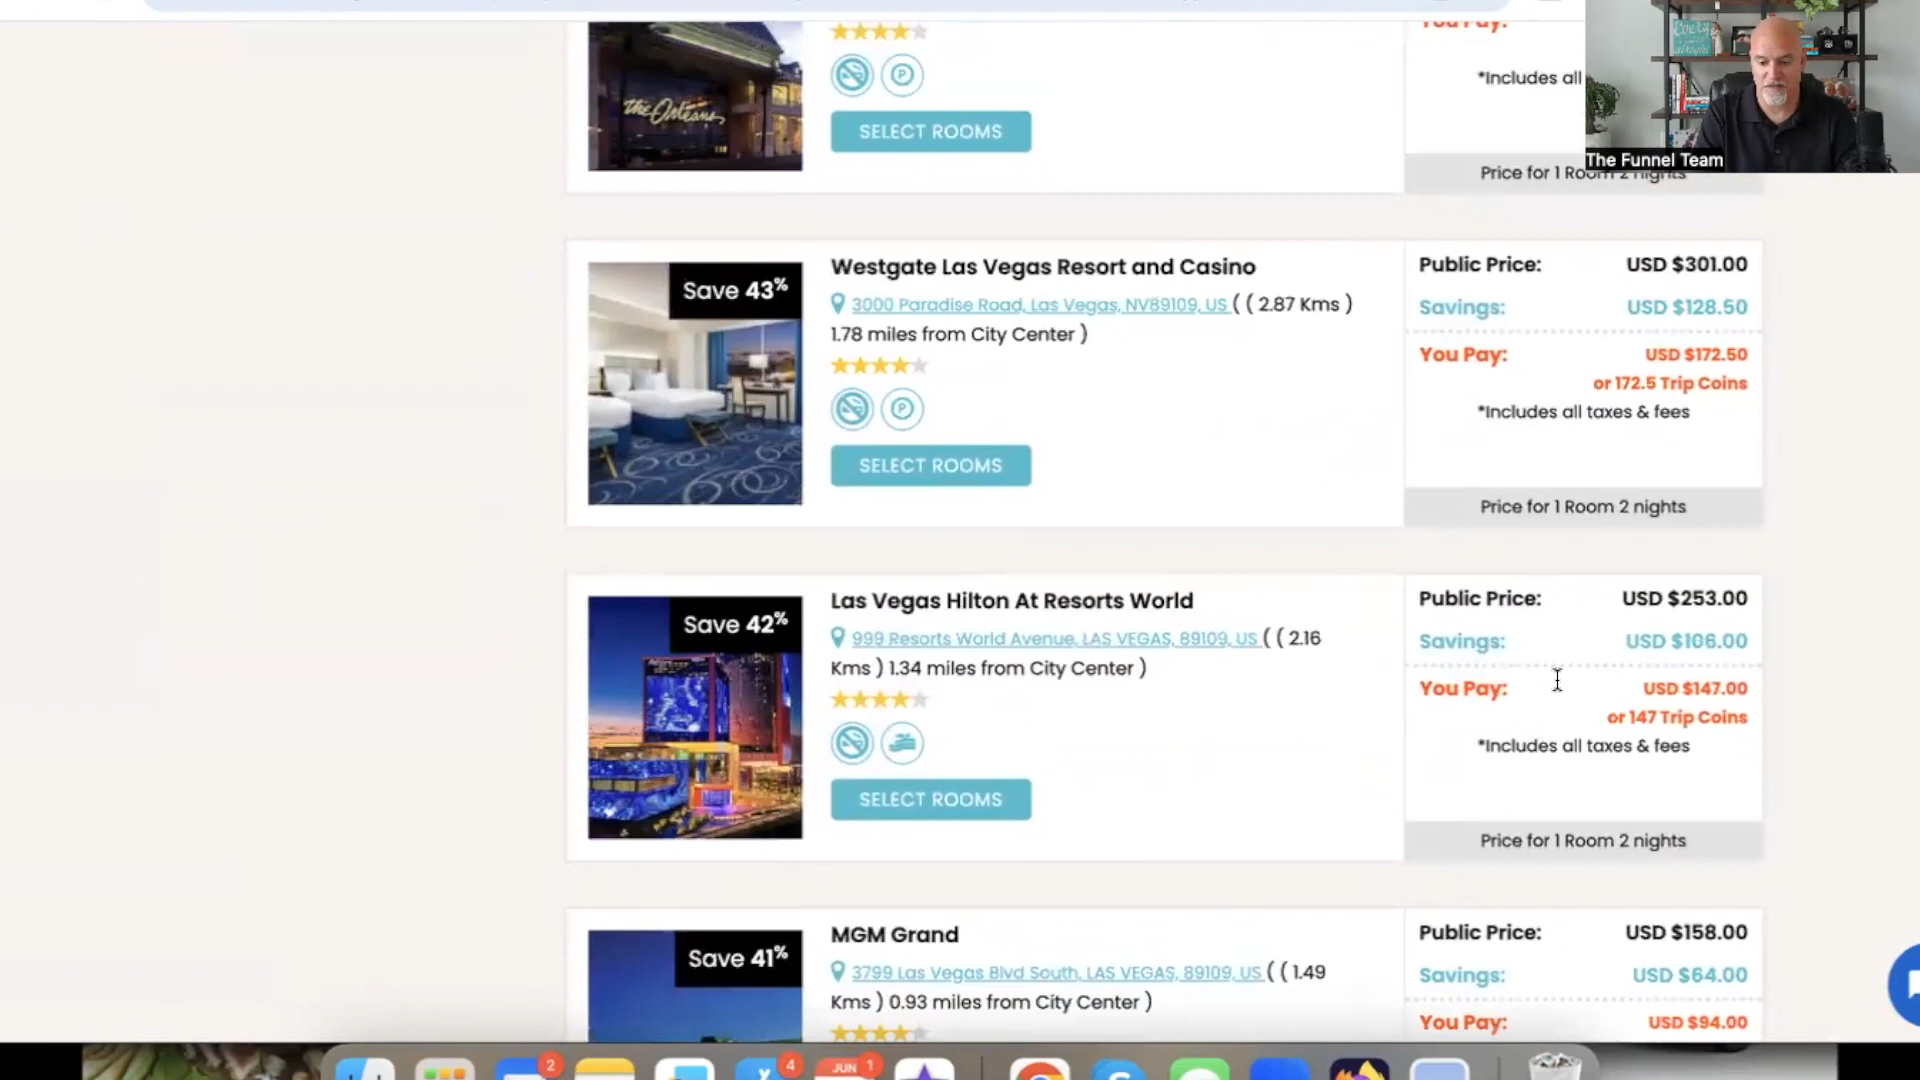 You Pay:
*Includes all
The Orleans
SELECT ROOMS
The Funnel Team
Price for 1 Room 2 nights
Save 43%
Westgate Las Vegas Resort and Casino
3000 Paradise Road, Las Vegas, NV89109, US ( ( 2.87 Kms )
1.78 miles from City Center )
SELECT ROOMS
Public Price: USD $301.00
Savings: USD $128.50
You Pay: USD $172.50
or 172.5 Trip Coins
*Includes all taxes & fees
Price for 1 Room 2 nights
Save 42%
Las Vegas Hilton At Resorts World
999 Resorts World Avenue, LAS VEGAS, 89109, US ( ( 2.16
Kms ) 1.34 miles from City Center )
SELECT ROOMS
Public Price: USD $253.00
Savings: USD $106.00
You Pay: USD $147.00
or 147 Trip Coins
*Includes all taxes & fees
Price for 1 Room 2 nights
Save 41%
MGM Grand
3799 Las Vegas Blvd South, LAS VEGAS, 89109, US ( ( 1.49
Kms ) 0.93 miles from City Center )
Public Price: USD $158.00
Savings: USD $64.00
You Pay: USD $94.00
2
4
JUN 1